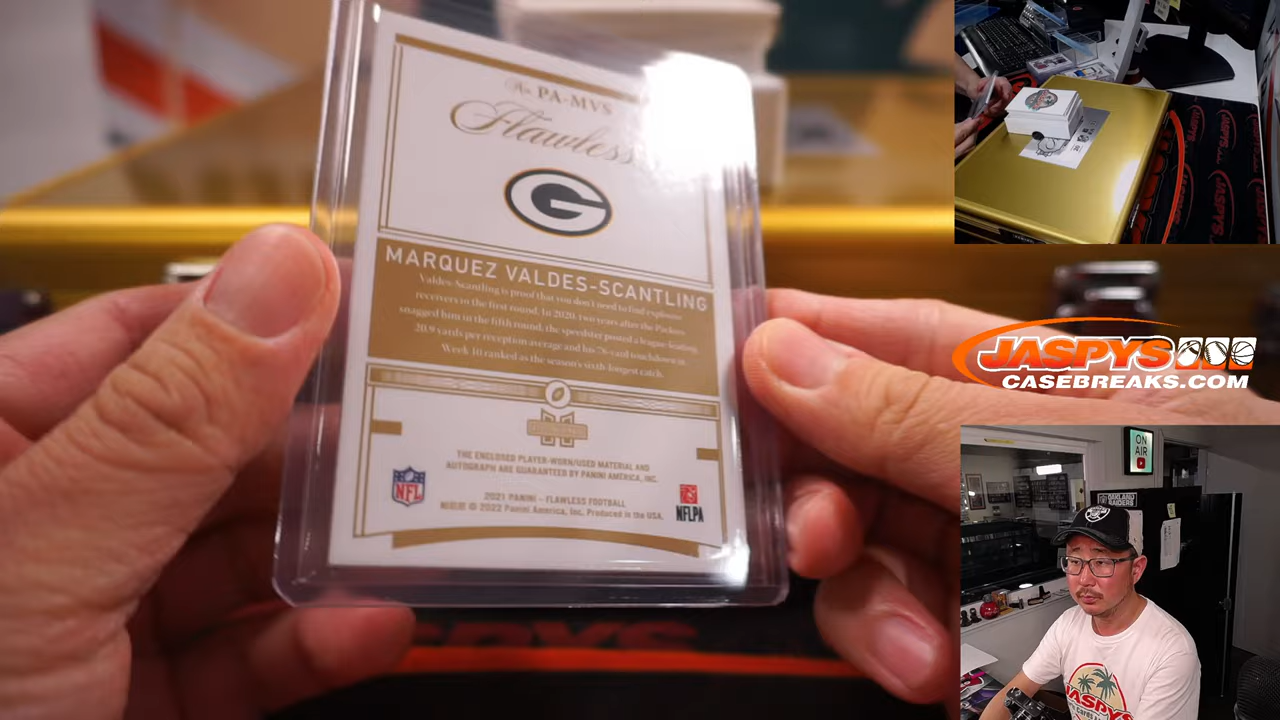 No. PA-MVS
Flawless
G
MARQUEZ VALDES-SCANTLING
Valdes-Scantling is proof that you don't need to find explosive
receivers in the first round. In 2020, two years after the Packers
snagged him in the fifth round, the speedster posted a league-leading
20.9 yards per reception average and his 78-yard touchdown in
Week 10 ranked as the season's sixth-longest catch.
THE ENCLOSED PLAYER-WORN/USED MATERIAL AND
AUTOGRAPH ARE GUARANTEED BY PANINI AMERICA, INC.
2021 PANINI – FLAWLESS FOOTBALL
© 2022 Panini America, Inc. Produced in the USA.
NFL
NFLPA
JASPYS
CASEBREAKS.COM
ON
AIR
OAKLAND
RAIDERS
JASPYS